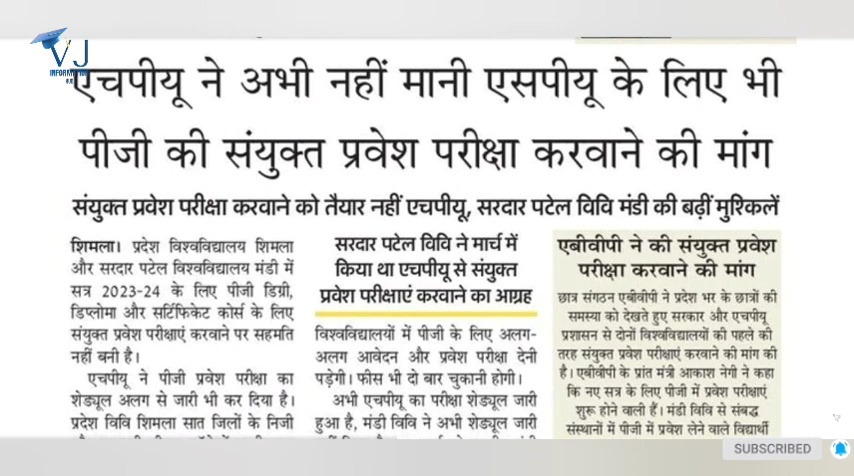 VJ
INFORMATION
एचपीयू ने अभी नहीं मानी एसपीयू के लिए भी
पीजी की संयुक्त प्रवेश परीक्षा करवाने की मांग
संयुक्त प्रवेश परीक्षा करवाने को तैयार नहीं एचपीयू, सरदार पटेल विवि मंडी की बढ़ीं मुश्किलें
शिमला। प्रदेश विश्वविद्यालय शिमला
और सरदार पटेल विश्वविद्यालय मंडी में
सत्र 2023-24 के लिए पीजी डिग्री,
डिप्लोमा और सर्टिफिकेट कोर्स के लिए
संयुक्त प्रवेश परीक्षाएं करवाने पर सहमति
नहीं बनी है।
एचपीयू ने पीजी प्रवेश परीक्षा का
शेड्यूल अलग से जारी भी कर दिया है।
प्रदेश विवि शिमला सात जिलों के निजी
सरदार पटेल विवि ने मार्च में
किया था एचपीयू से संयुक्त
प्रवेश परीक्षाएं करवाने का आग्रह
विश्वविद्यालयों में पीजी के लिए अलग-
अलग आवेदन और प्रवेश परीक्षा देनी
पड़ेगी। फीस भी दो बार चुकानी होगी।
अभी एचपीयू का परीक्षा शेड्यूल जारी
हुआ है, मंडी विवि ने अभी शेड्यूल जारी
एबीवीपी ने की संयुक्त प्रवेश
परीक्षा करवाने की मांग
छात्र संगठन एबीवीपी ने प्रदेश भर के छात्रों की
समस्या को देखते हुए सरकार और एचपीयू
प्रशासन से दोनों विश्वविद्यालयों की पहले की
तरह संयुक्त प्रवेश परीक्षाएं करवाने की मांग की
है। एबीवीपी के प्रांत मंत्री आकाश नेगी ने कहा
कि नए सत्र के लिए पीजी में प्रवेश परीक्षाएं
शुरू होने वाली हैं। मंडी विवि से संबद्ध
संस्थानों में पीजी में प्रवेश लेने वाले विद्यार्थी
SUBSCRIBED